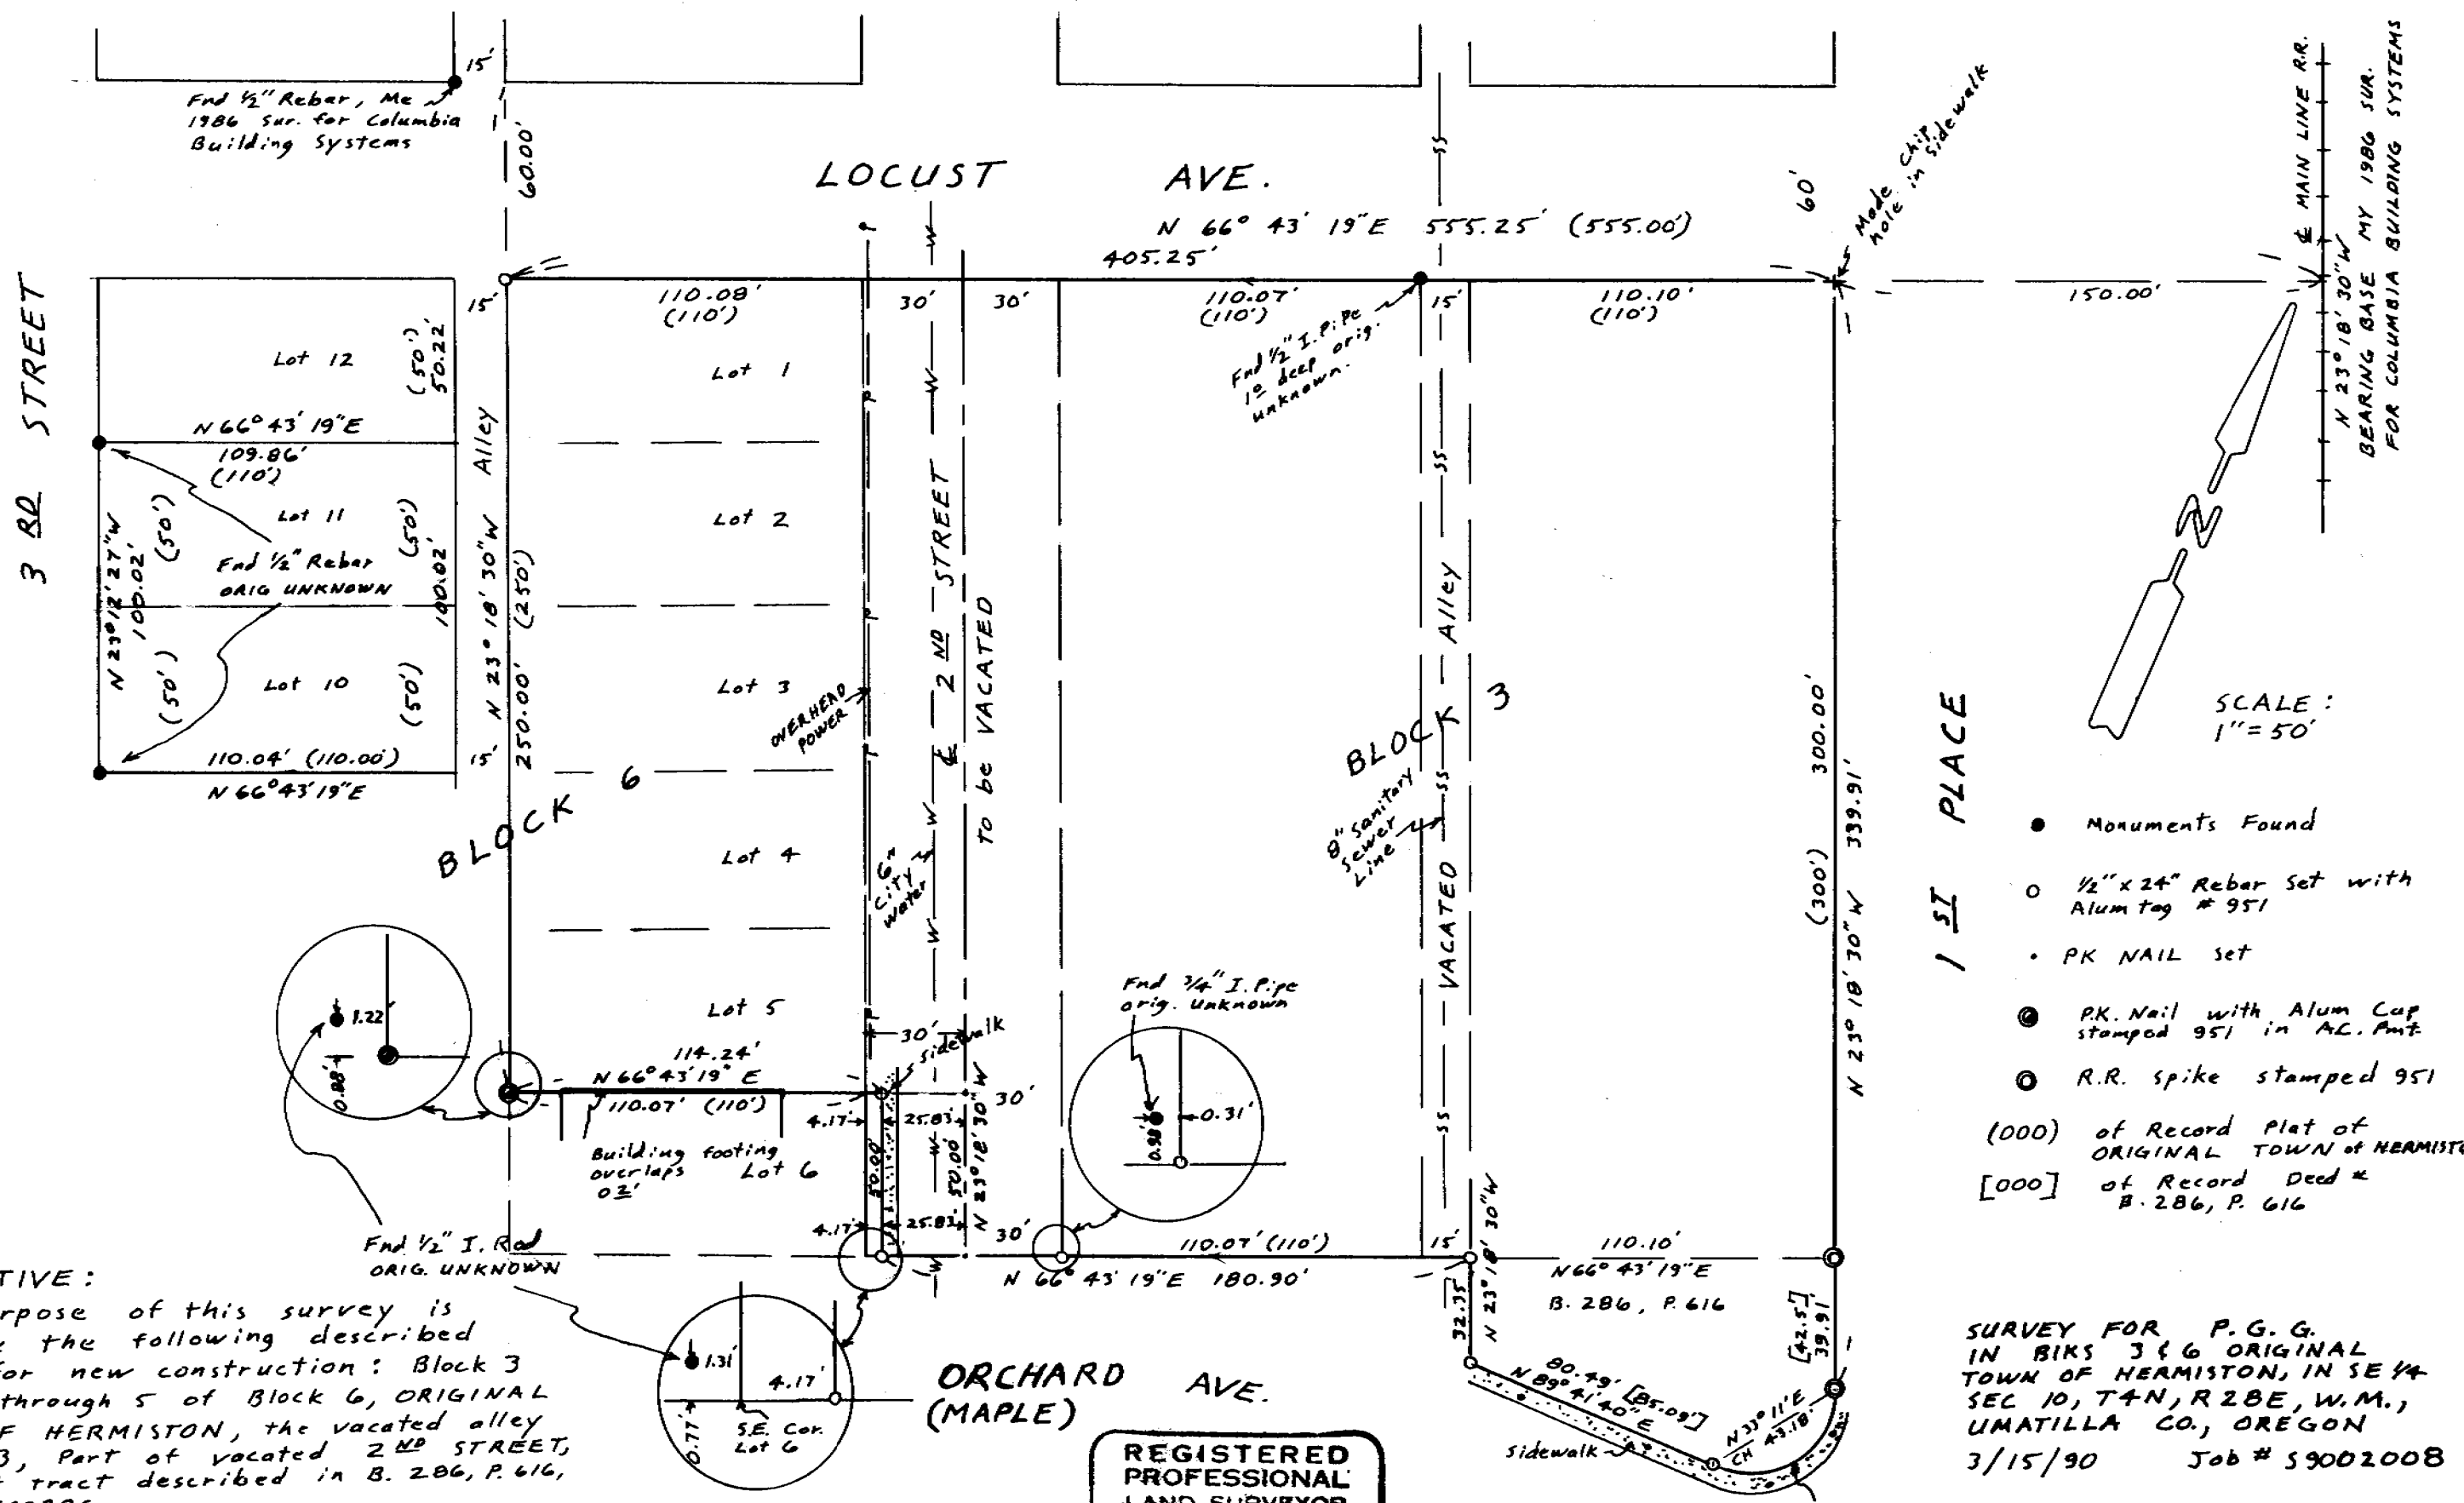 15'
Fnd 1/2" Rebar, Me
1986 Sur. for Columbia
Building Systems
60.00'
LOCUST AVE.
N 66° 43' 19"E 555.25' (555.00')
405.25'
60'
Made Chip
hole in Sidewalk
℄ MAIN LINE R.R.
N 23° 18' 30" W
BEARING BASE MY 1986 SUR.
FOR COLUMBIA BUILDING SYSTEMS
150.00'
3 RD STREET
15'
110.08'
(110')
30'
30'
110.07'
(110')
15'
110.10'
(110')
Fnd 1/2" I. Pipe
1.0 deep orig.
unknown.
Lot 12
(50')
50.22'
N 66° 43' 19"E
109.86'
(110')
Lot 11
(50')
(50')
Fnd 1/2" Rebar
ORIG UNKNOWN
N 23° 12' 27" W
100.02'
100.02'
Lot 10
(50')
(50')
110.04' (110.00')
N 66° 43' 19"E
15'
Alley
N 23° 18' 30" W
250.00' (250')
Lot 1
Lot 2
Lot 3
Lot 4
Lot 5
BLOCK 6
OVERHEAD
POWER
W
W
W
W
W
W
W
P
P
P
P
℄ 2 ND STREET
to be VACATED
6"
City
water
SS
SS
SS
SS
SS
SS
BLOCK 3
VACATED Alley
8" Sanitary
Sewer
Line
(300') 300.00'
N 23° 18' 30" W 339.91'
1 ST PLACE
N
SCALE :
1" = 50'
Monuments Found
1/2" x 24" Rebar Set with
Alum tag # 951
PK NAIL set
P.K. Nail with Alum Cap
stamped 951 in A.C. Pmt.
R.R. Spike stamped 951
(000) of Record Plat of
ORIGINAL TOWN of HERMISTO
[000] of Record Deed #
B. 286, P. 616
1.22'
0.88'
114.24'
N 66° 43' 19" E
110.07' (110')
Building footing
overlaps
Lot 6
30'
Sidewalk
30'
4.17'
25.83'
50.00'
50.00'
N 23° 18' 30" W
4.17'
25.83'
30'
Fnd 3/4" I. Pipe
orig. Unknown
0.31'
0.98'
Fnd 1/2" I. Rod
ORIG. UNKNOWN
110.07' (110')
15'
N 66° 43' 19"E 180.90'
110.10'
N 66° 43' 19"E
B. 286, P. 616
32.35
N 23° 18' 30" W
[42.5']
39.91'
80.49' [85.09']
N 89° 41' 40" E
N 33° 11' E
CH 43.18'
Sidewalk
1.31'
4.17'
0.77'
S.E. Cor.
Lot 6
ORCHARD AVE.
(MAPLE)
TIVE :
rpose of this survey is
the following described
for new construction : Block 3
through 5 of Block 6, ORIGINAL
F HERMISTON, the vacated alley
3, Part of vacated 2 ND STREET,
tract described in B. 286, P. 616,
REGISTERED
PROFESSIONAL
LAND SURVEYOR
SURVEY FOR P. G. G.
IN BlKS 3 & 6 ORIGINAL
TOWN OF HERMISTON, IN SE 1/4
SEC 10, T4N, R 28E, W.M.,
UMATILLA CO., OREGON
3/15/90 Job # S9002008